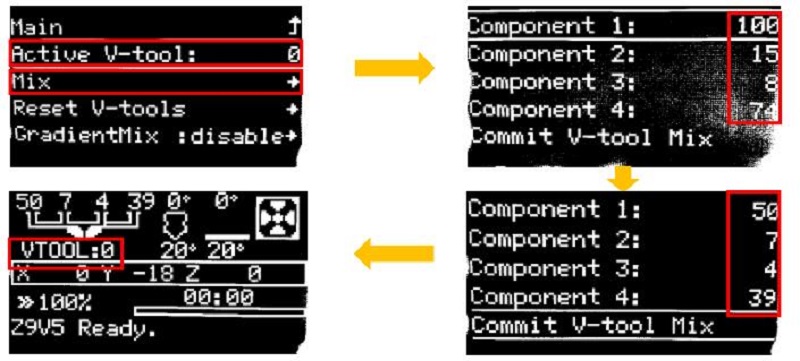 Main
Active V-tool: 0
Mix
Reset V-tools
GradientMix :disable
Component 1: 100
Component 2: 15
Component 3: 8
Component 4: 74
Commit V-tool Mix
Component 1: 50
Component 2: 7
Component 3: 4
Component 4: 39
Commit V-tool Mix
50 7 4 39 0° 0°
VTOOL:0 20° 20°
X 0 Y -18 Z 0
»100% 00:00
Z9V5 Ready.